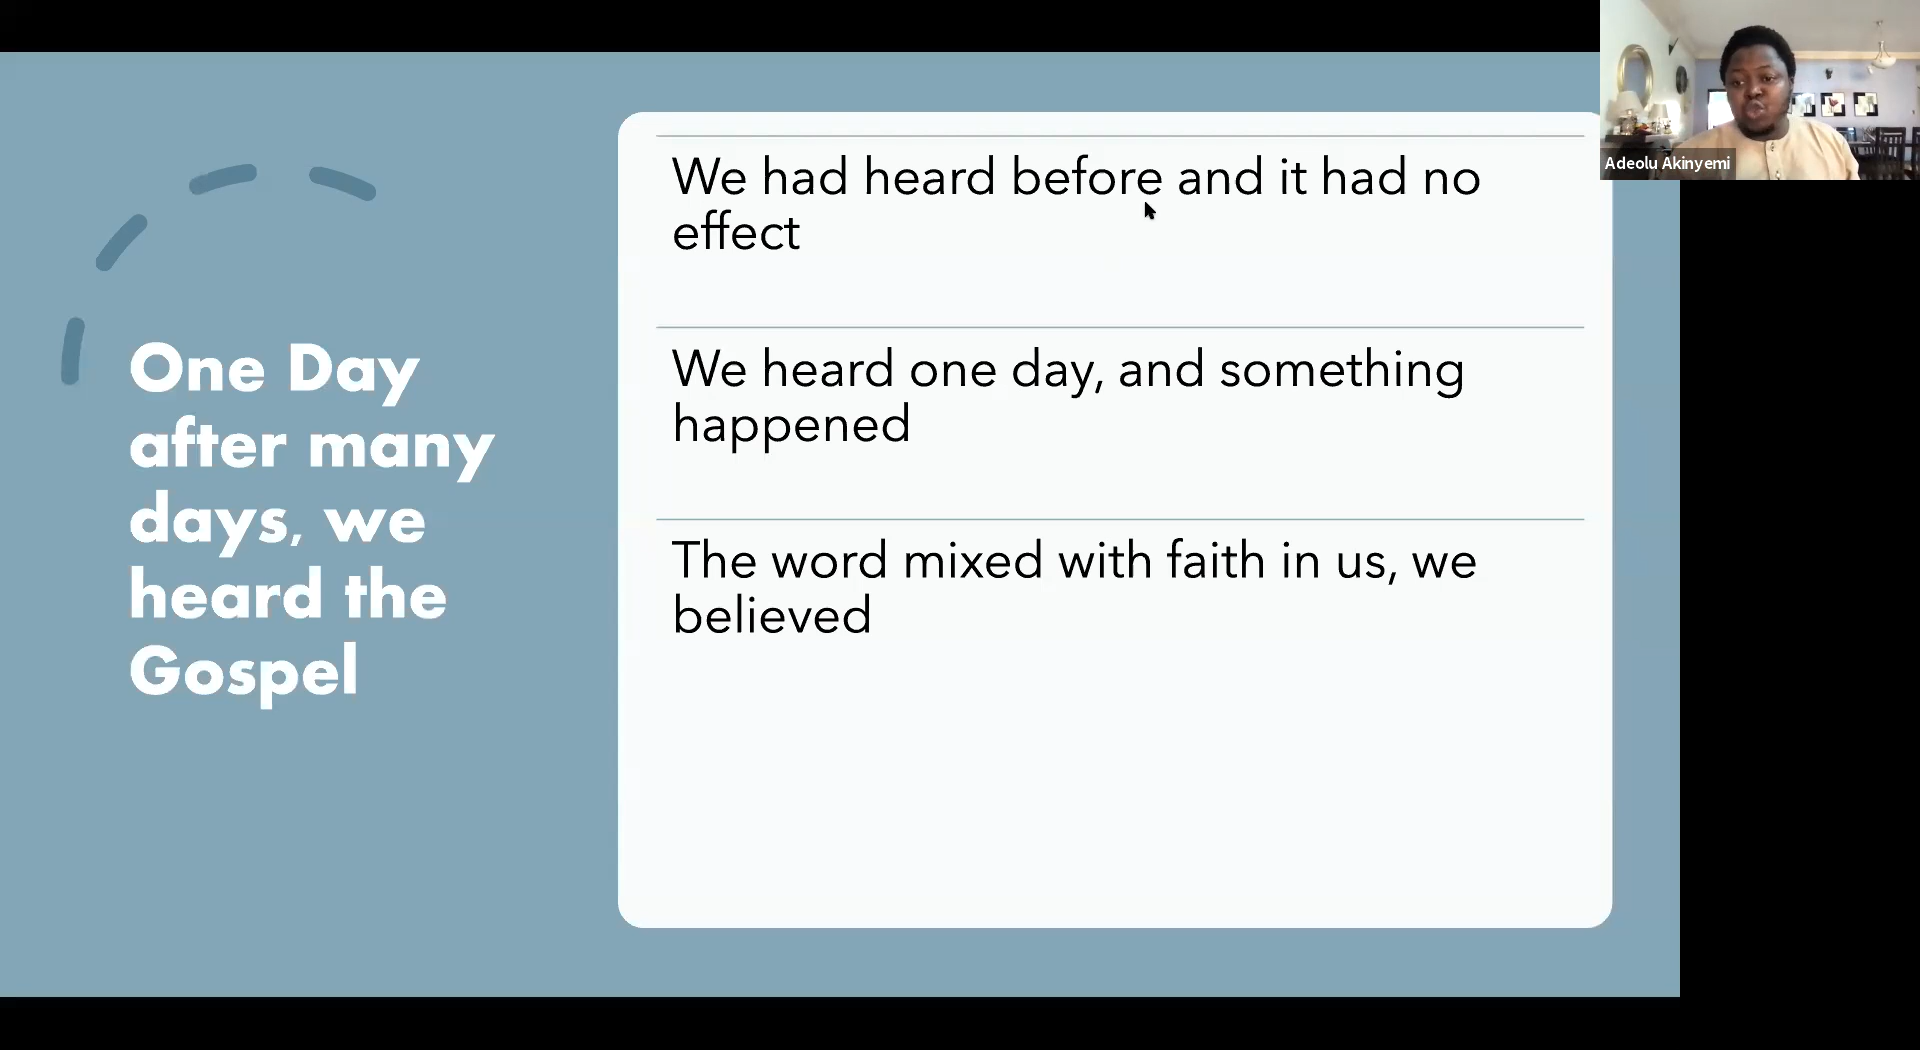 One Day
after many
days, we
heard the
Gospel
We had heard before and it had no
effect
We heard one day, and something
happened
The word mixed with faith in us, we
believed
Adeolu Akinyemi